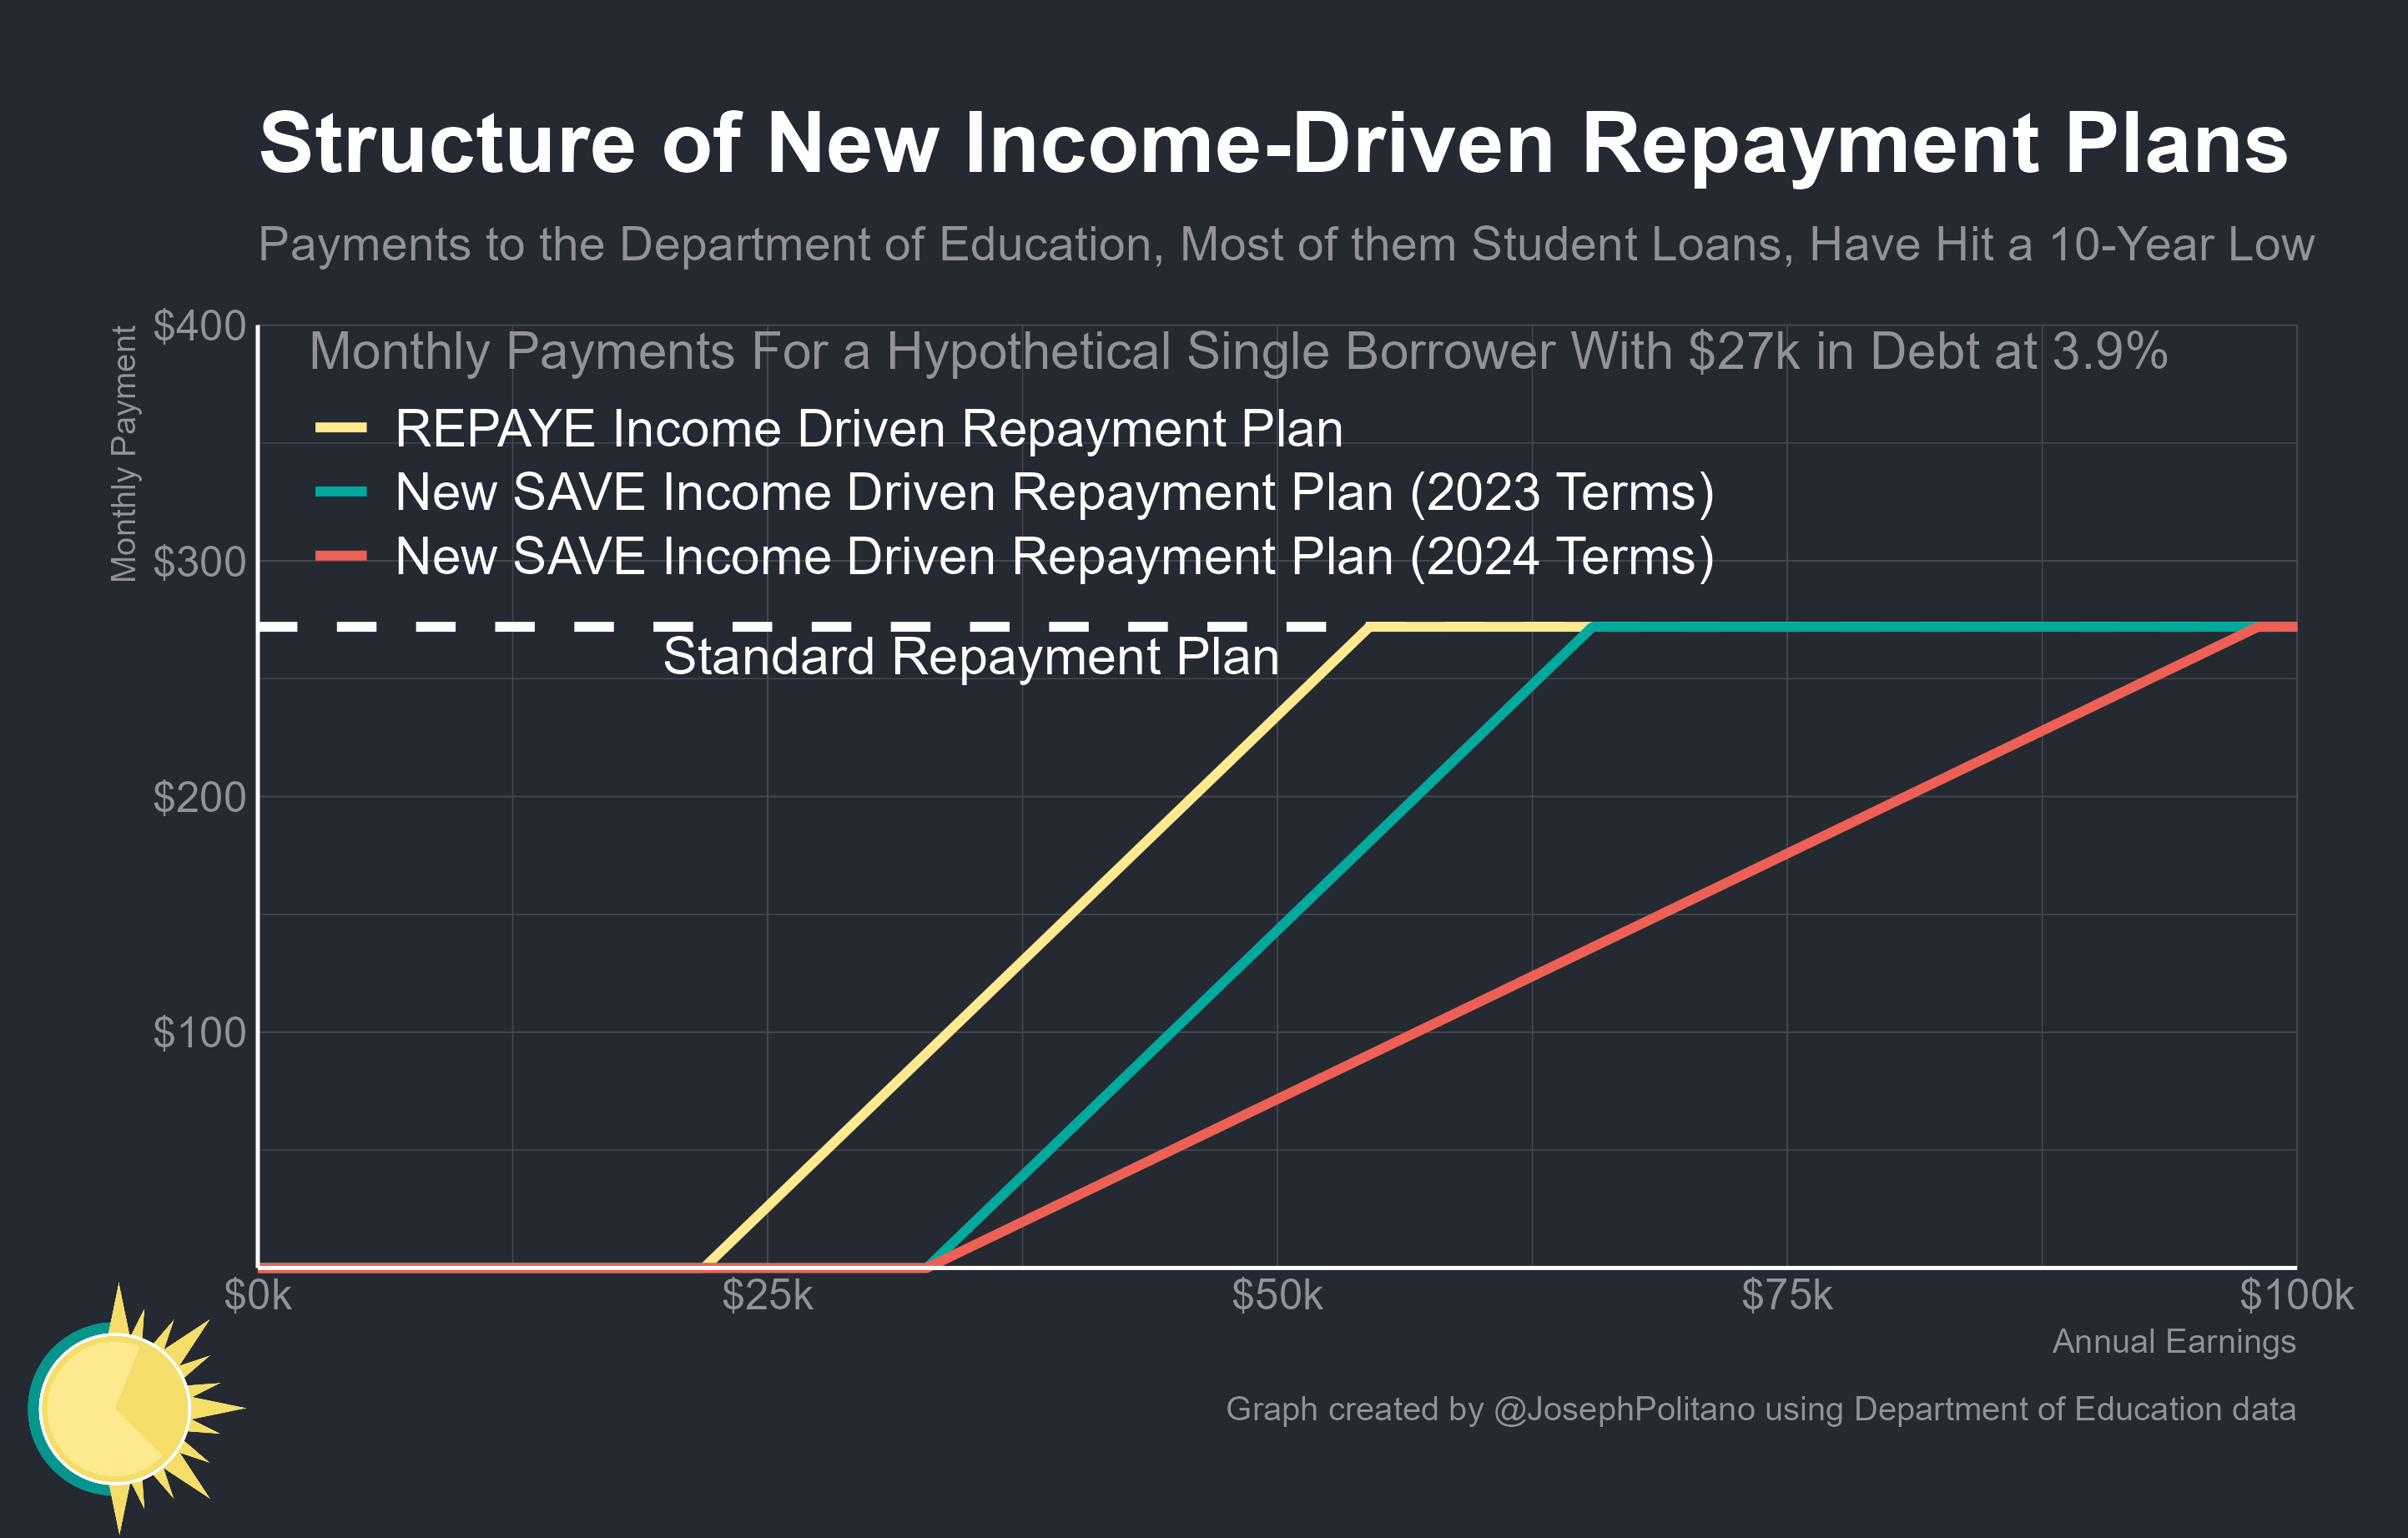 Structure of New Income-Driven Repayment Plans
Payments to the Department of Education, Most of them Student Loans, Have Hit a 10-Year Low
Monthly Payment
$400
Monthly Payments For a Hypothetical Single Borrower With $27k in Debt at 3.9%
REPAYE Income Driven Repayment Plan
New SAVE Income Driven Repayment Plan (2023 Terms)
New SAVE Income Driven Repayment Plan (2024 Terms)
$300
Standard Repayment Plan
$200
$100
$0k $25k $50k $75k $100k
Annual Earnings
Graph created by @JosephPolitano using Department of Education data